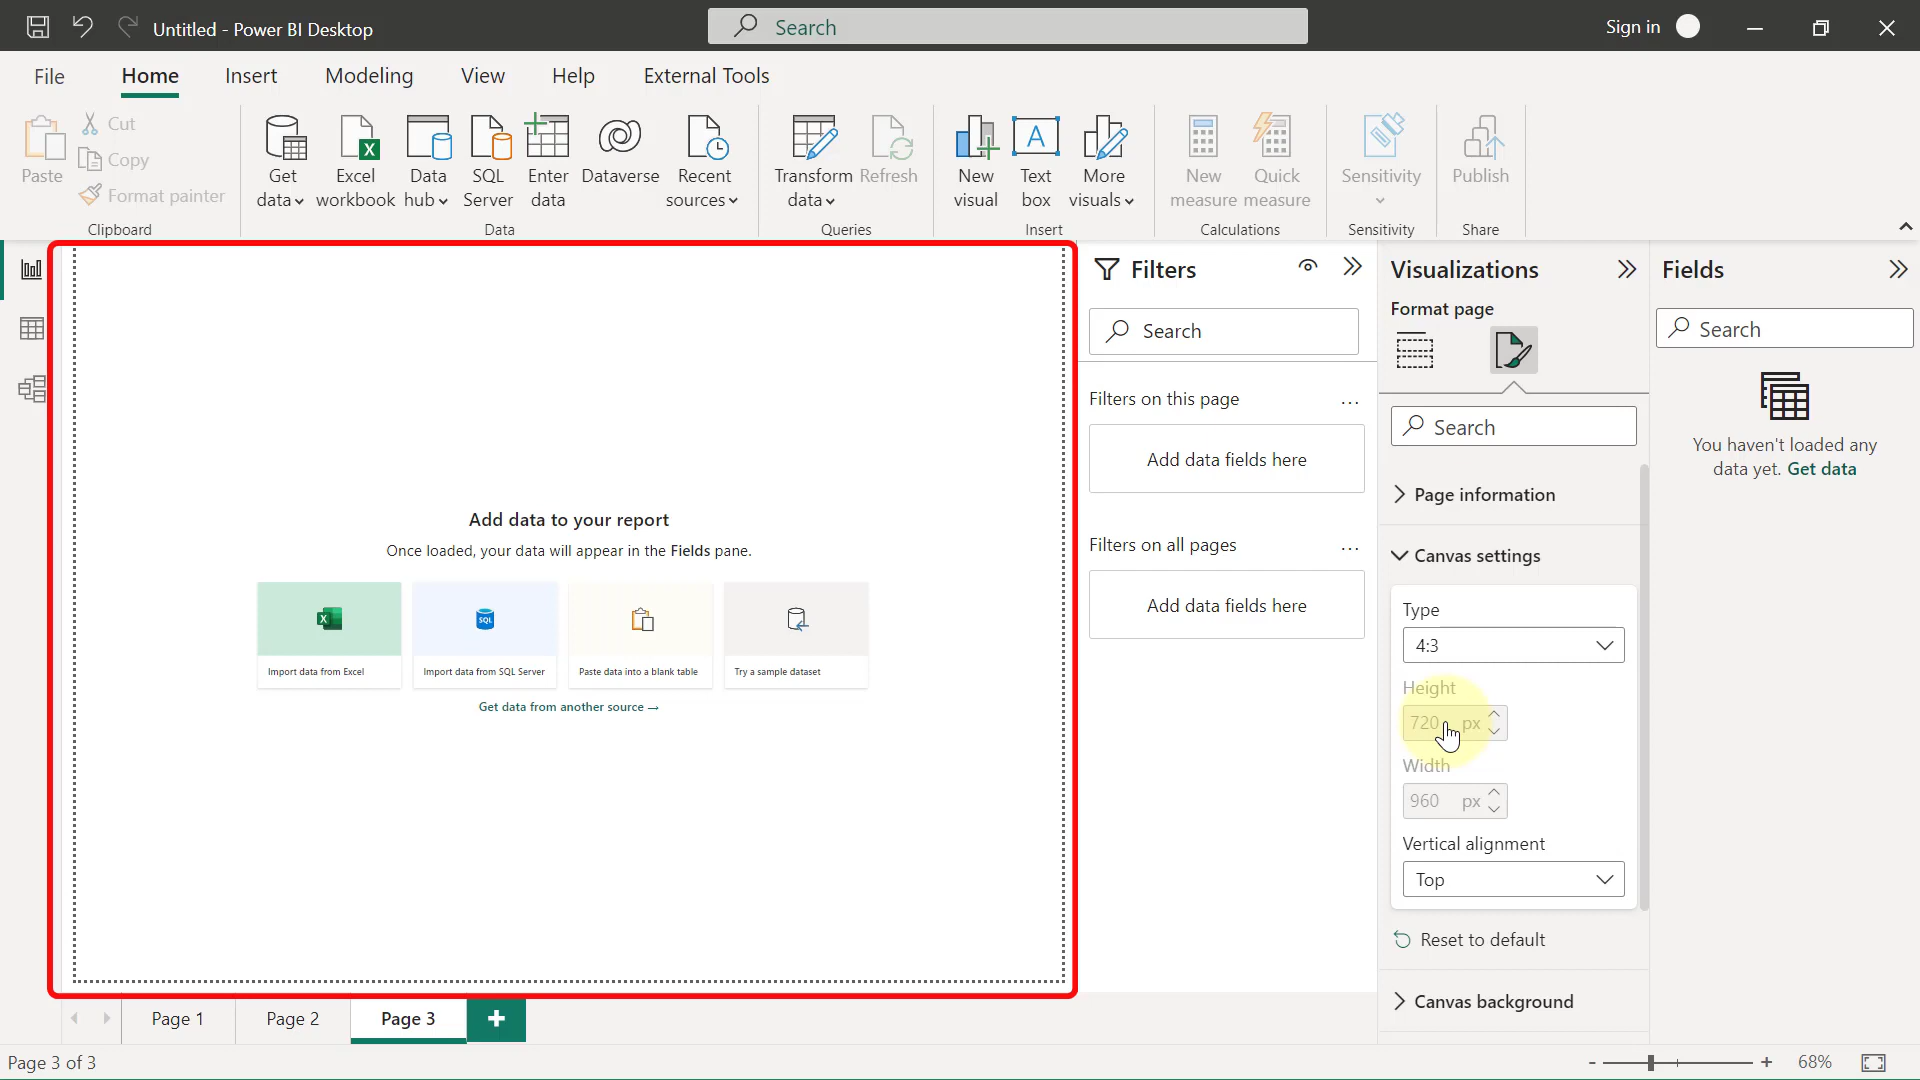 Untitled - Power BI Desktop
Search
Sign in
File
Home
Insert
Modeling
View
Help
External Tools
Paste
Cut
Copy
Format painter
Clipboard
Get
data
Excel
workbook
Data
hub
SQL
Server
Enter
data
Dataverse
Recent
sources
Data
Transform
data
Refresh
Queries
New
visual
A
Text
box
More
visuals
Insert
New
measure
Quick
measure
Calculations
Sensitivity
Sensitivity
Publish
Share
Add data to your report
Once loaded, your data will appear in the Fields pane.
X
Import data from Excel
SQL
Import data from SQL Server
Paste data into a blank table
Try a sample dataset
Get data from another source →
Filters
Search
Filters on this page
...
Add data fields here
Filters on all pages
...
Add data fields here
Visualizations
Format page
Search
Page information
Canvas settings
Type
4:3
Height
720 px
Width
960 px
Vertical alignment
Top
Reset to default
Canvas background
Fields
Search
You haven't loaded any
data yet. Get data
Page 1
Page 2
Page 3
+
Page 3 of 3
- + 68%